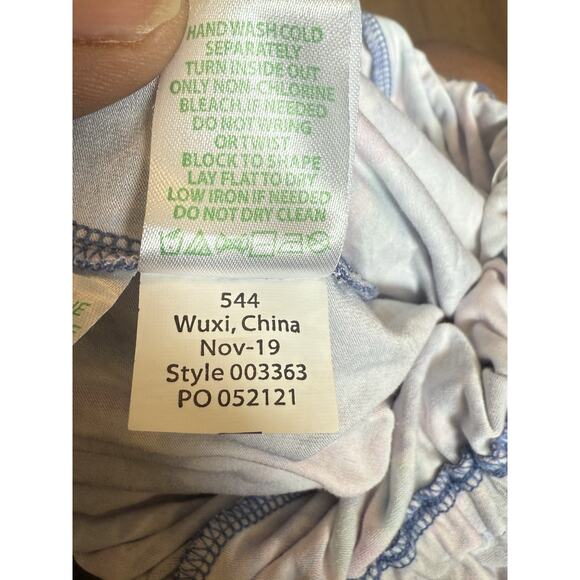 HAND WASH COLD
SEPARATELY
TURN INSIDE OUT
ONLY NON-CHLORINE
BLEACH, IF NEEDED
DO NOT WRING
OR TWIST
BLOCK TO SHAPE
LAY FLAT TO DRY
LOW IRON IF NEEDED
DO NOT DRY CLEAN
544
Wuxi, China
Nov-19
Style 003363
PO 052121